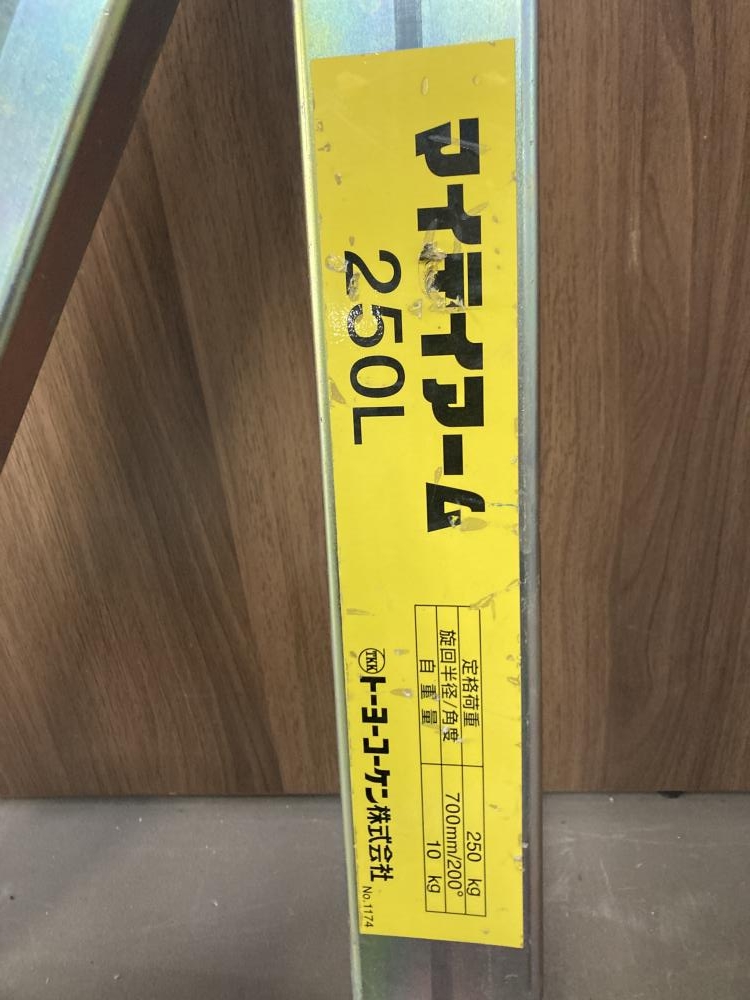 マイティアーム
250L
定格荷重 250 kg
旋回半径/角度 700mm/200°
自重量 10 kg
TKK トーヨーコーケン株式会社 No.1174